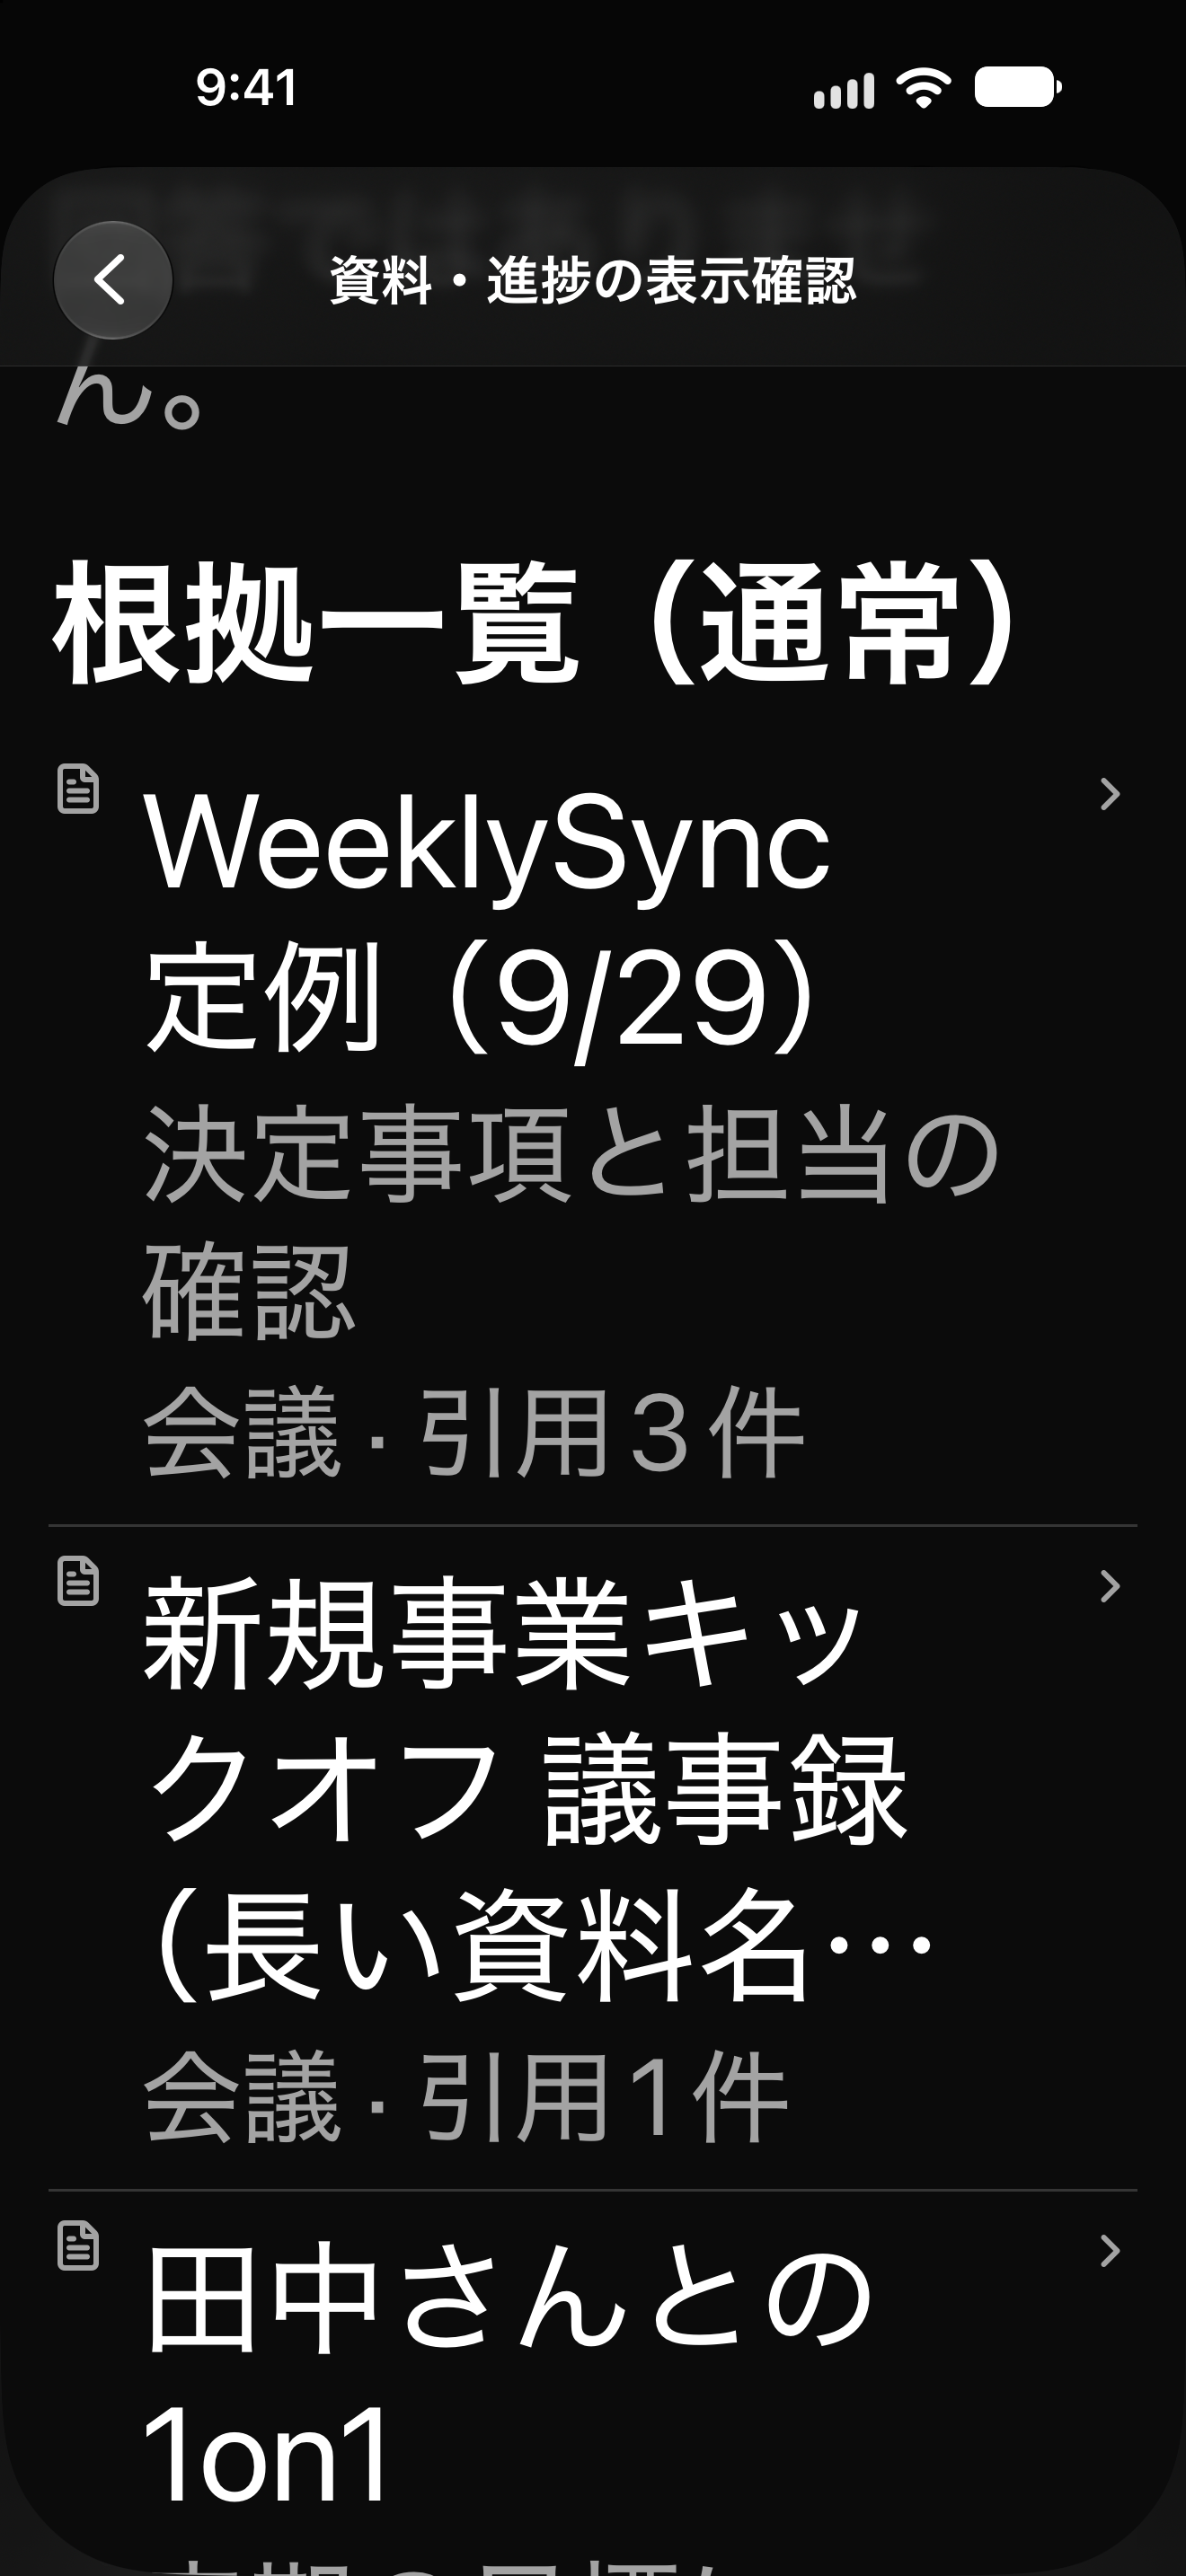 9:41
資料・進捗の表示確認
ん。
根拠一覧（通常）
WeeklySync
定例（9/29）
決定事項と担当の
確認
会議 · 引用 3 件
新規事業キッ
クオフ 議事録
（長い資料名…
会議 · 引用 1 件
田中さんとの
1on1